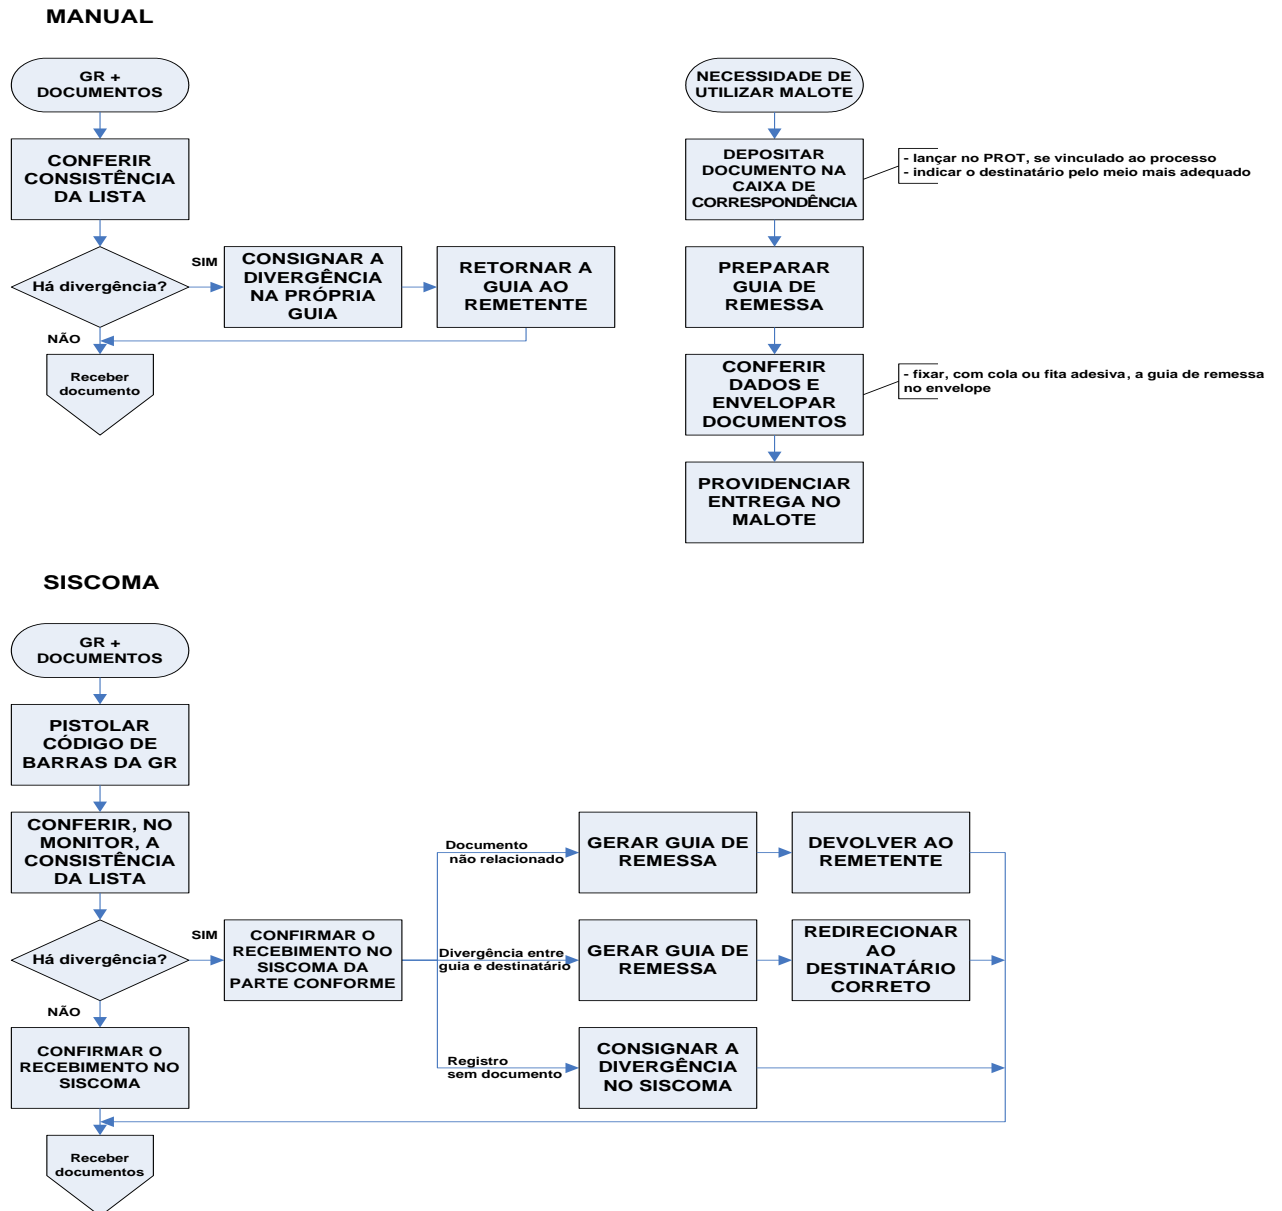 MANUAL
GR +
DOCUMENTOS
CONFERIR
CONSISTÊNCIA
DA LISTA
Há divergência?
SIM
CONSIGNAR A
DIVERGÊNCIA
NA PRÓPRIA
GUIA
RETORNAR A
GUIA AO
REMETENTE
NÃO
Receber
documento
NECESSIDADE DE
UTILIZAR MALOTE
DEPOSITAR
DOCUMENTO NA
CAIXA DE
CORRESPONDÊNCIA
- lançar no PROT, se vinculado ao processo
- indicar o destinatário pelo meio mais adequado
PREPARAR
GUIA DE
REMESSA
CONFERIR
DADOS E
ENVELOPAR
DOCUMENTOS
- fixar, com cola ou fita adesiva, a guia de remessa
no envelope
PROVIDENCIAR
ENTREGA NO
MALOTE
SISCOMA
GR +
DOCUMENTOS
PISTOLAR
CÓDIGO DE
BARRAS DA GR
CONFERIR, NO
MONITOR, A
CONSISTÊNCIA
DA LISTA
Há divergência?
SIM
CONFIRMAR O
RECEBIMENTO NO
SISCOMA DA
PARTE CONFORME
Documento
não relacionado
GERAR GUIA DE
REMESSA
DEVOLVER AO
REMETENTE
Divergência entre
guia e destinatário
GERAR GUIA DE
REMESSA
REDIRECIONAR
AO
DESTINATÁRIO
CORRETO
Registro
sem documento
CONSIGNAR A
DIVERGÊNCIA
NO SISCOMA
NÃO
CONFIRMAR O
RECEBIMENTO NO
SISCOMA
Receber
documentos